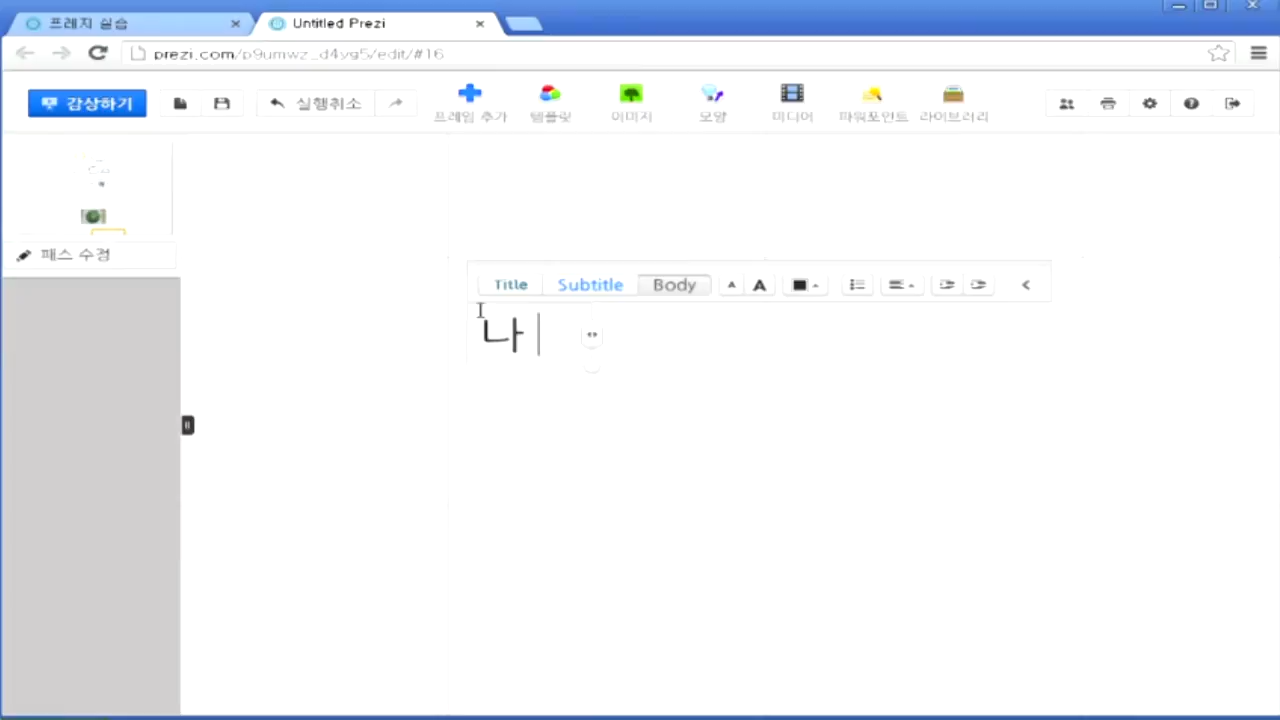 프레지 실습
Untitled Prezi
prezi.com/p9umwz_d4yg5/edit/#16
감상하기
실행취소
프레임 추가
템플릿
이미지
모양
미디어
파워포인트
라이브러리
패스 수정
Title
Subtitle
Body
A
A
나